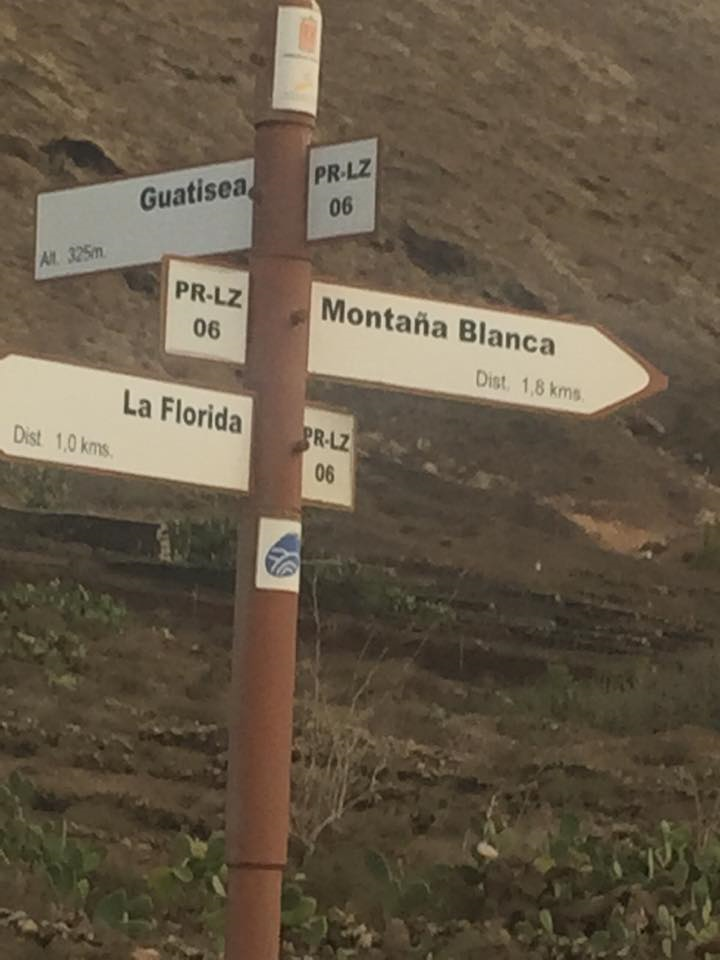 Guatisea
Alt. 325m.
PR-LZ
06
PR-LZ
06
Montaña Blanca
Dist. 1,8 kms.
La Florida
Dist. 1,0 kms.
PR-LZ
06